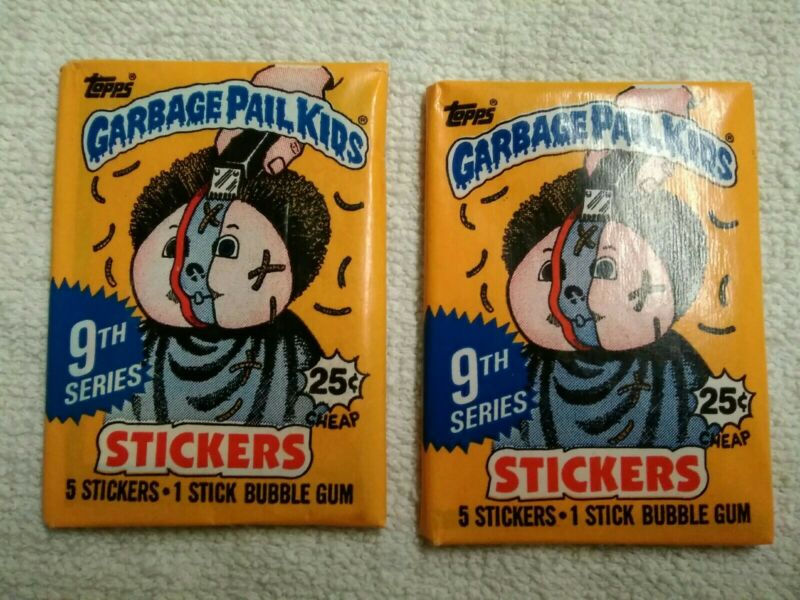 Topps®
GARBAGE PAIL KIDS®
9TH
SERIES
25¢
CHEAP
STICKERS
5 STICKERS • 1 STICK BUBBLE GUM
Topps®
GARBAGE PAIL KIDS®
9TH
SERIES
25¢
CHEAP
STICKERS
5 STICKERS • 1 STICK BUBBLE GUM